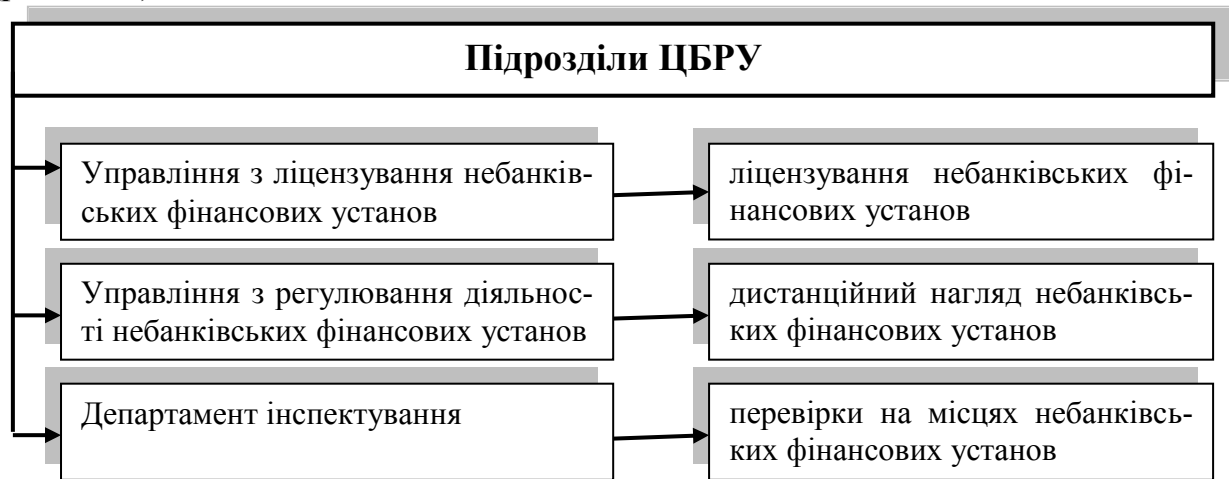 Підрозділи ЦБРУ
Управління з ліцензування небанків-
ських фінансових установ
ліцензування небанківських фі-
нансових установ
Управління з регулювання діяльнос-
ті небанківських фінансових установ
дистанційний нагляд небанківсь-
ких фінансових установ
Департамент інспектування
перевірки на місцях небанківсь-
ких фінансових установ